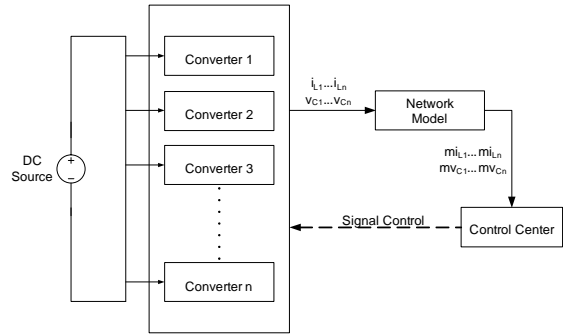 Converter 1
Converter 2
Converter 3
Converter n
DC
Source
+
−
iL1...iLn
vC1...vCn
Network
Model
miL1...miLn
mvC1...mvCn
Signal Control
Control Center